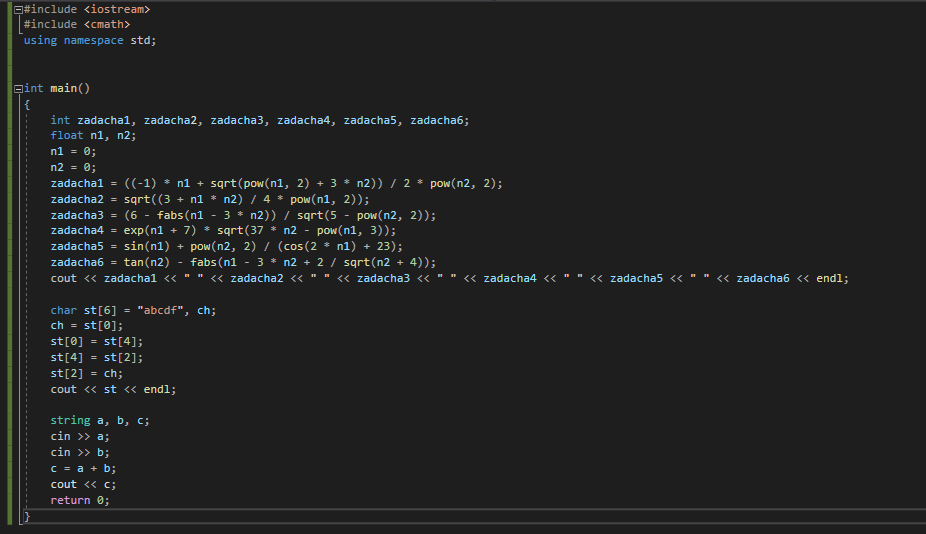 #include <iostream>
#include <cmath>
using namespace std;
int main()
{
int zadacha1, zadacha2, zadacha3, zadacha4, zadacha5, zadacha6;
float n1, n2;
n1 = 0;
n2 = 0;
zadacha1 = ((-1) * n1 + sqrt(pow(n1, 2) + 3 * n2)) / 2 * pow(n2, 2);
zadacha2 = sqrt((3 + n1 * n2) / 4 * pow(n1, 2));
zadacha3 = (6 - fabs(n1 - 3 * n2)) / sqrt(5 - pow(n2, 2));
zadacha4 = exp(n1 + 7) * sqrt(37 * n2 - pow(n1, 3));
zadacha5 = sin(n1) + pow(n2, 2) / (cos(2 * n1) + 23);
zadacha6 = tan(n2) - fabs(n1 - 3 * n2 + 2 / sqrt(n2 + 4));
cout << zadacha1 << " " << zadacha2 << " " << zadacha3 << " " << zadacha4 << " " << zadacha5 << " " << zadacha6 << endl;
char st[6] = "abcdf", ch;
ch = st[0];
st[0] = st[4];
st[4] = st[2];
st[2] = ch;
cout << st << endl;
string a, b, c;
cin >> a;
cin >> b;
c = a + b;
cout << c;
return 0;
}